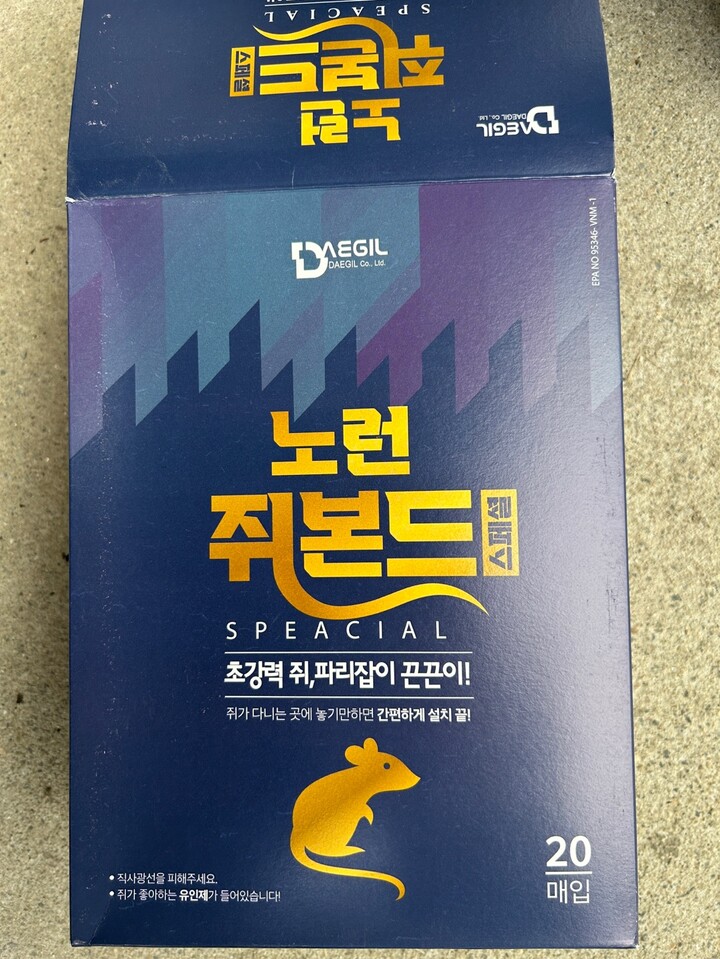 SPEACIAL
노런
쥐본드 스페셜
DAEGIL
DAEGIL Co., Ltd.
DAEGIL
DAEGIL Co., Ltd.
EPA NO 95346-VNM-1
노런
쥐본드 스페셜
SPEACIAL
초강력 쥐,파리잡이 끈끈이!
쥐가 다니는 곳에 놓기만하면 간편하게 설치 끝!
• 직사광선을 피해주세요.
• 쥐가 좋아하는 유인제가 들어있습니다!
20
매입